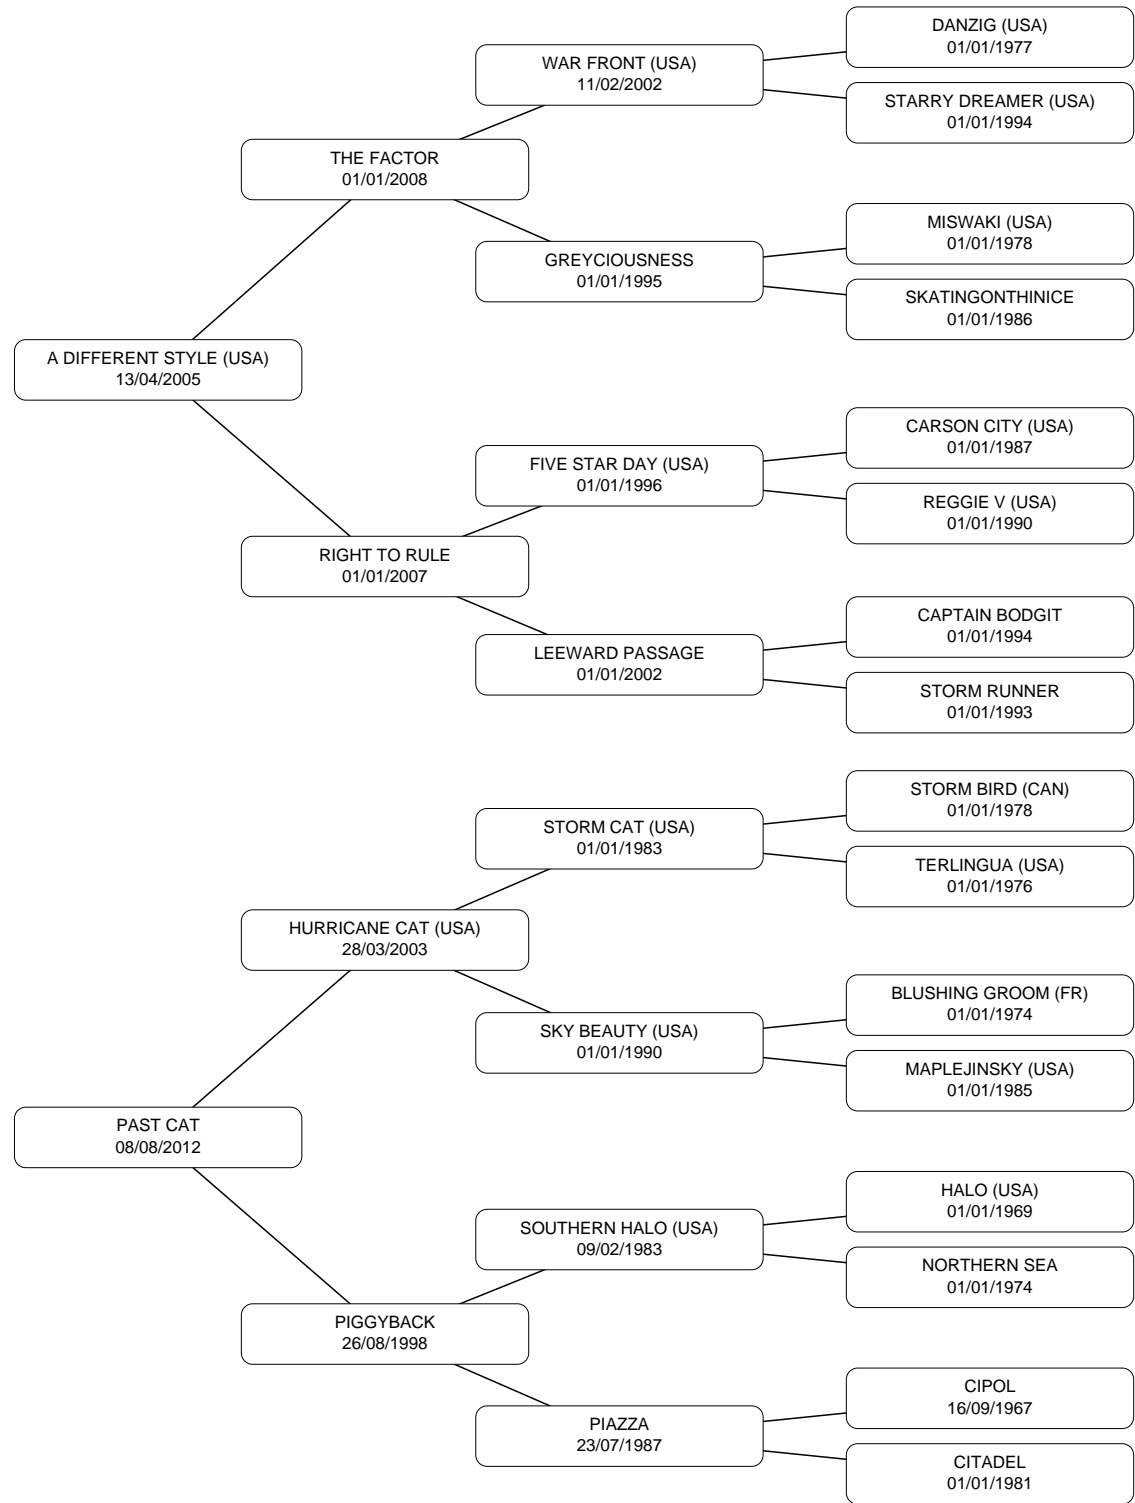 DANZIG (USA)
01/01/1977
WAR FRONT (USA)
11/02/2002
STARRY DREAMER (USA)
01/01/1994
THE FACTOR
01/01/2008
MISWAKI (USA)
01/01/1978
GREYCIOUSNESS
01/01/1995
SKATINGONTHINICE
01/01/1986
A DIFFERENT STYLE (USA)
13/04/2005
CARSON CITY (USA)
01/01/1987
FIVE STAR DAY (USA)
01/01/1996
REGGIE V (USA)
01/01/1990
RIGHT TO RULE
01/01/2007
CAPTAIN BODGIT
01/01/1994
LEEWARD PASSAGE
01/01/2002
STORM RUNNER
01/01/1993
STORM BIRD (CAN)
01/01/1978
STORM CAT (USA)
01/01/1983
TERLINGUA (USA)
01/01/1976
HURRICANE CAT (USA)
28/03/2003
BLUSHING GROOM (FR)
01/01/1974
SKY BEAUTY (USA)
01/01/1990
MAPLEJINSKY (USA)
01/01/1985
PAST CAT
08/08/2012
HALO (USA)
01/01/1969
SOUTHERN HALO (USA)
09/02/1983
NORTHERN SEA
01/01/1974
PIGGYBACK
26/08/1998
CIPOL
16/09/1967
PIAZZA
23/07/1987
CITADEL
01/01/1981